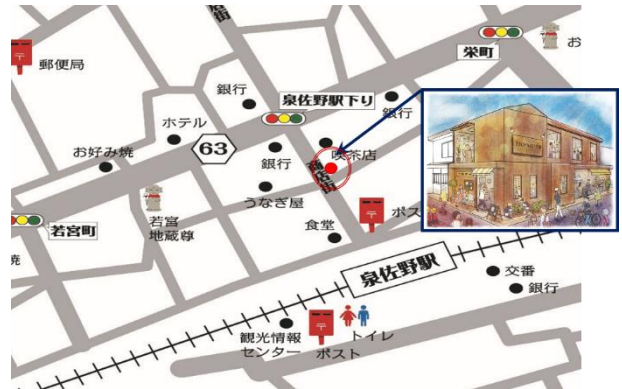 栄町
お
郵便局
銀行
泉佐野駅下り
銀行
ホテル
63
お好み焼
銀行
喫茶店
うなぎ屋
若宮
地蔵尊
若宮町
食堂
ポス
焼
泉佐野駅
交番
銀行
観光情報
センター
ポスト
トイレ